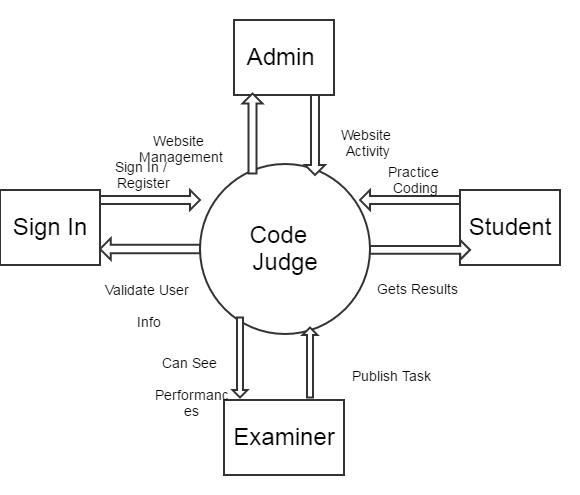 Admin
Website
Management
Website
Activity
Sign In /
Register
Practice
Coding
Sign In
Code
Judge
Student
Validate User
Info
Gets Results
Can See
Performanc
es
Publish Task
Examiner